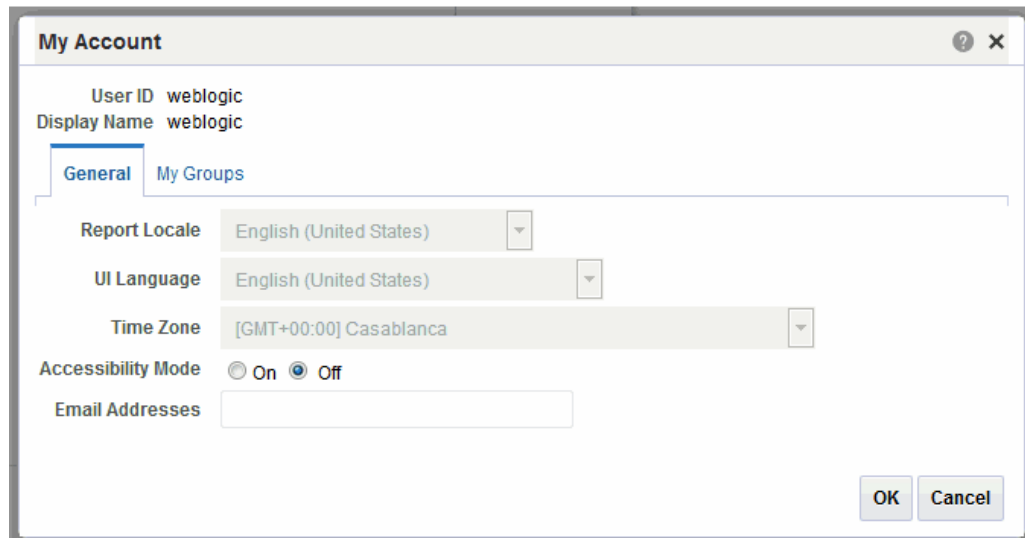 My Account
User ID weblogic
Display Name weblogic
General My Groups
Report Locale English (United States)
UI Language English (United States)
Time Zone [GMT+00:00] Casablanca
Accessibility Mode On Off
Email Addresses
OK Cancel